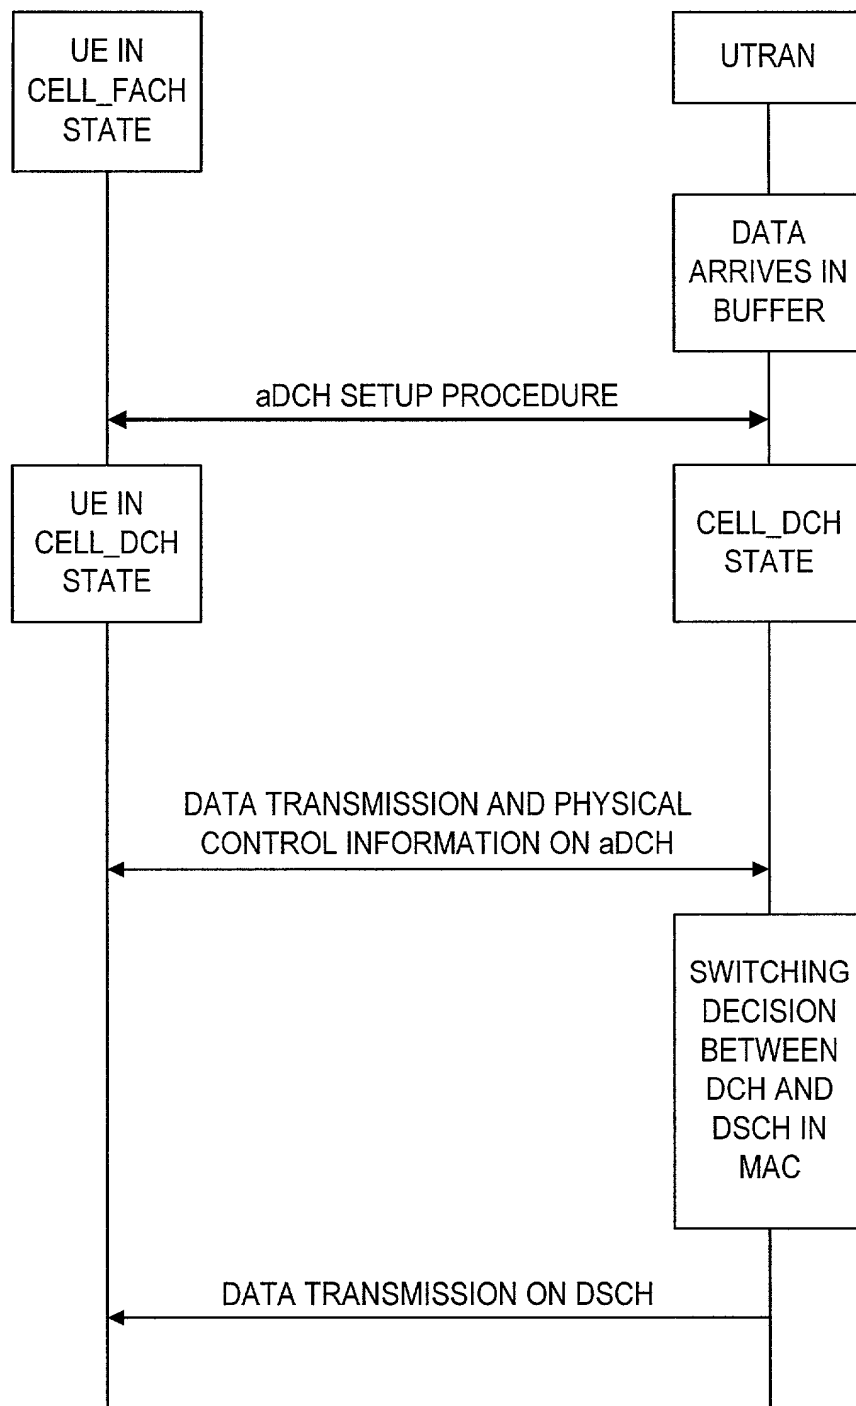 UE IN
CELL_FACH
STATE
UTRAN
DATA
ARRIVES IN
BUFFER
aDCH SETUP PROCEDURE
UE IN
CELL_DCH
STATE
CELL_DCH
STATE
DATA TRANSMISSION AND PHYSICAL
CONTROL INFORMATION ON aDCH
SWITCHING
DECISION
BETWEEN
DCH AND
DSCH IN
MAC
DATA TRANSMISSION ON DSCH